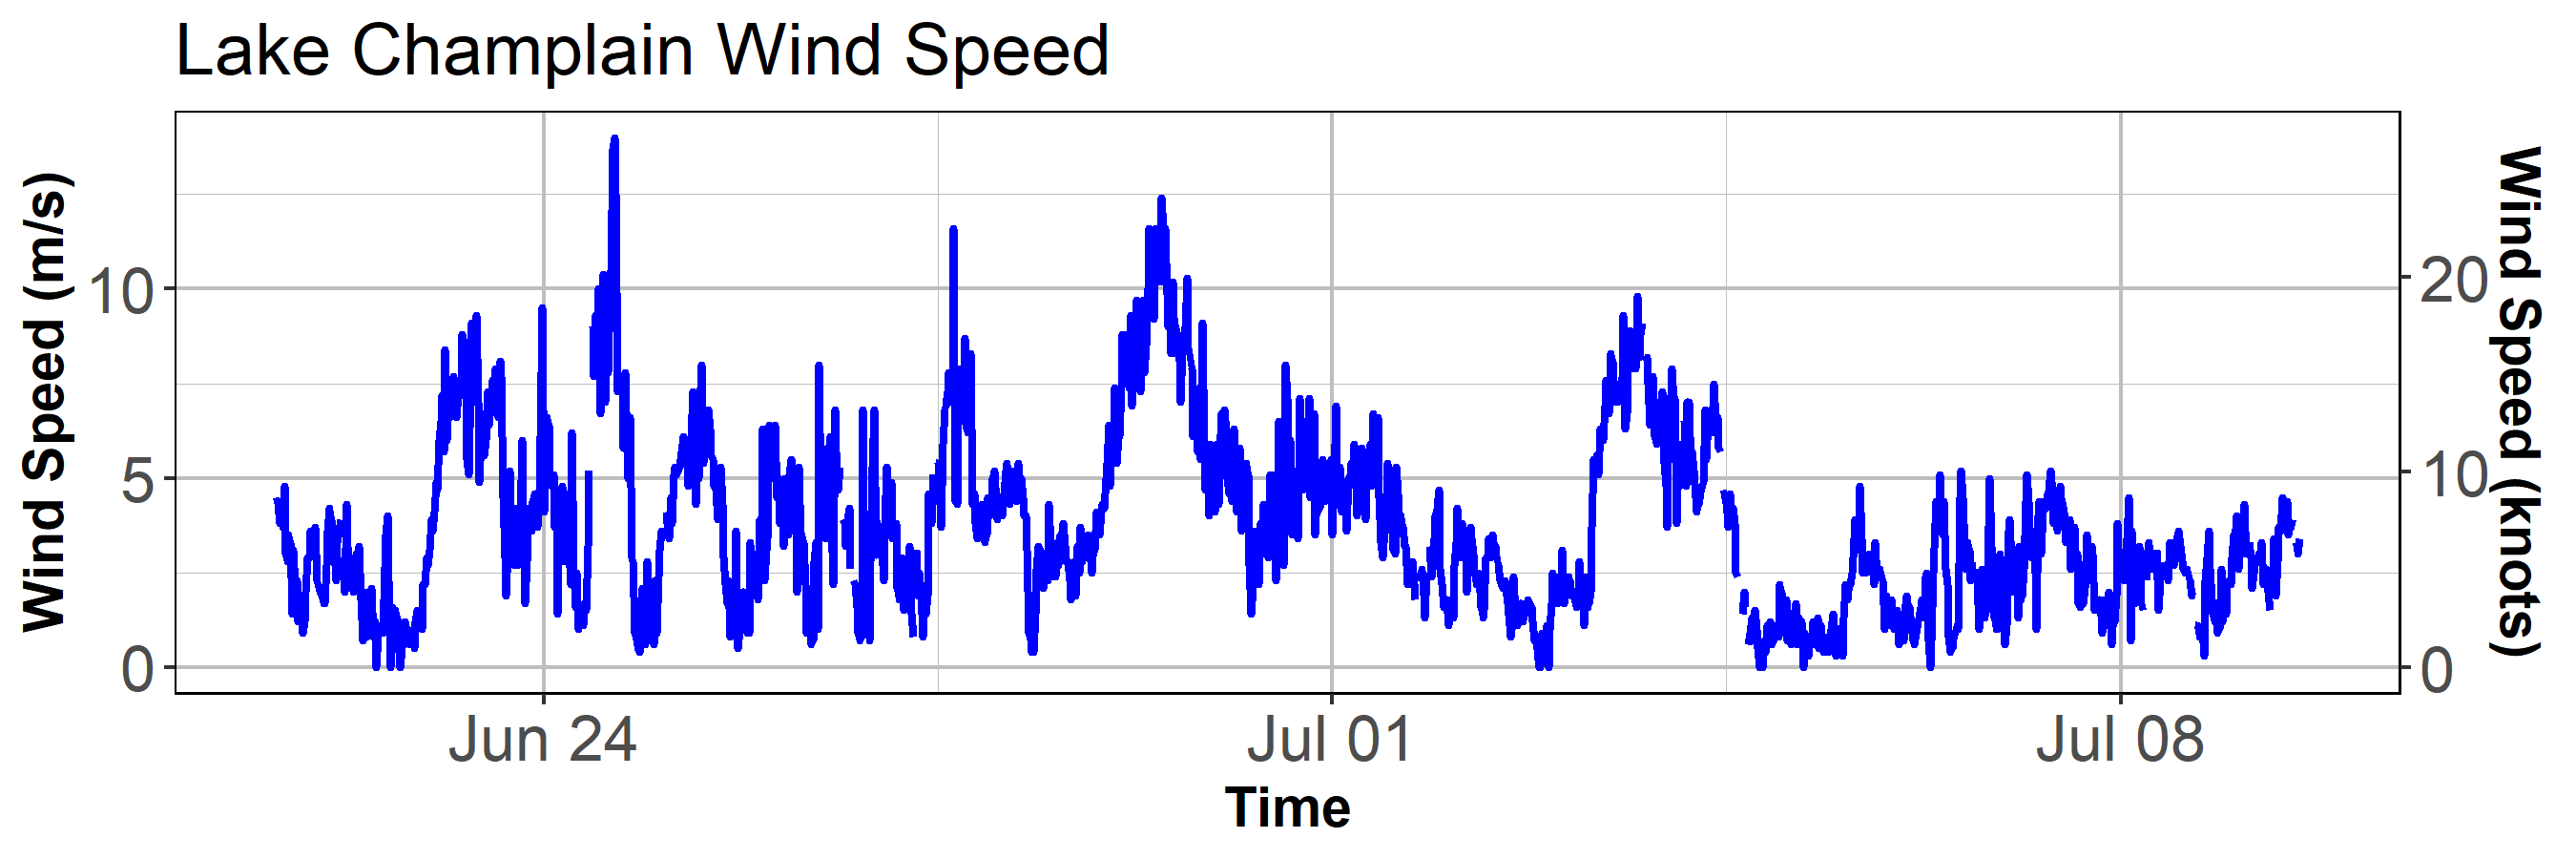 Lake Champlain Wind Speed
Wind Speed (m/s)
10
5
0
20
10
0
Wind Speed (knots)
Jun 24
Jul 01
Jul 08
Time